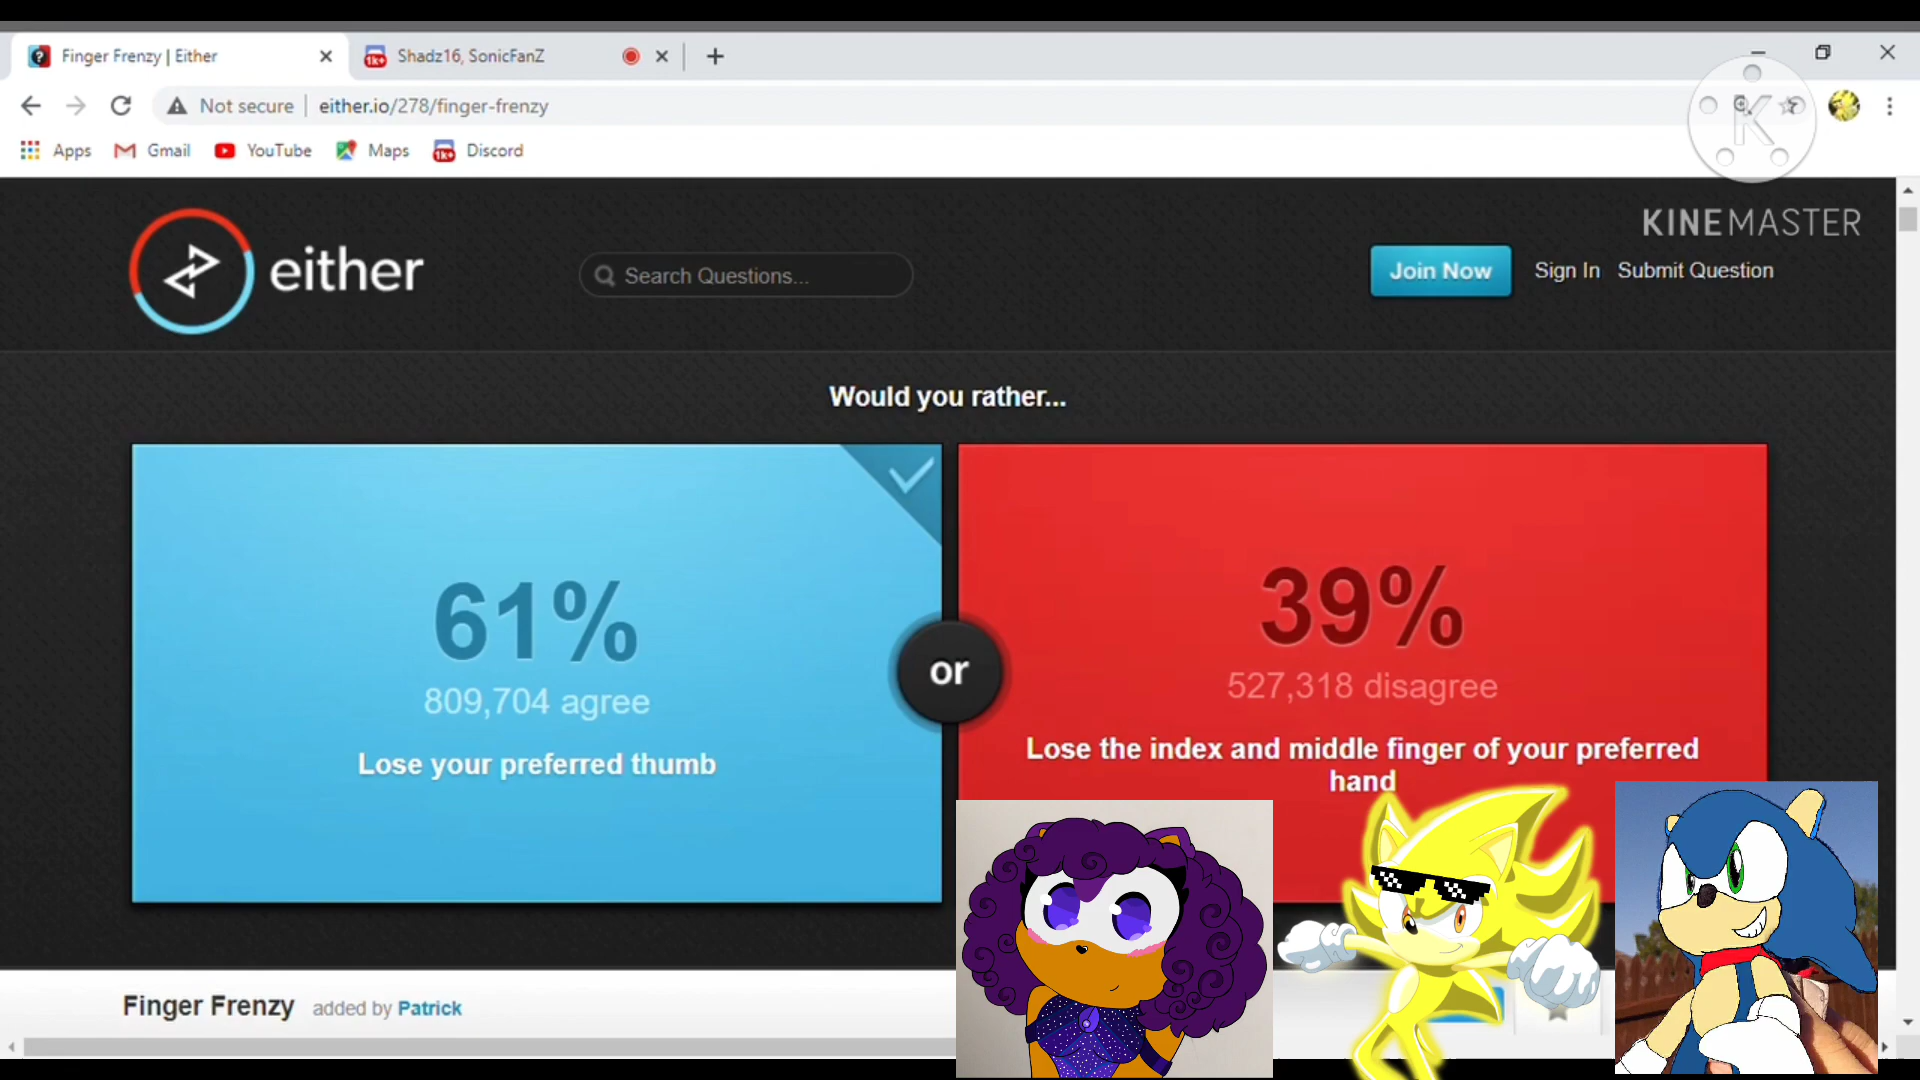 Finger Frenzy | Either
Shadz16, SonicFanZ
Not secure
either.io/278/finger-frenzy
Apps
Gmail
YouTube
Maps
1k+
Discord
K
KINEMASTER
either
Search Questions...
Join Now
Sign In
Submit Question
Would you rather...
61%
809,704 agree
Lose your preferred thumb
or
39%
527,318 disagree
Lose the index and middle finger of your preferred
hand
Finger Frenzy added by Patrick